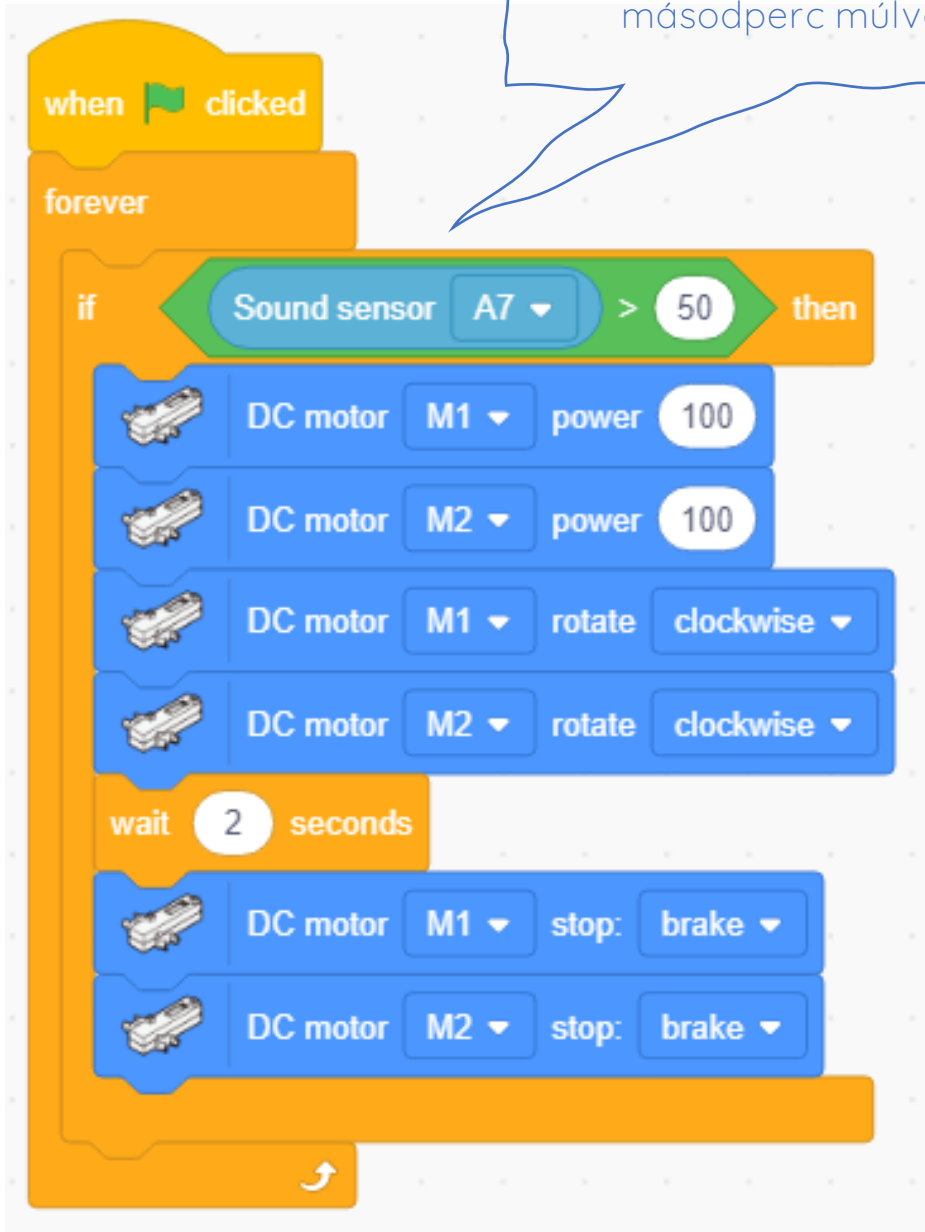 másodperc múlva
when clicked
forever
if Sound sensor A7 > 50 then
DC motor M1 power 100
DC motor M2 power 100
DC motor M1 rotate clockwise
DC motor M2 rotate clockwise
wait 2 seconds
DC motor M1 stop: brake
DC motor M2 stop: brake